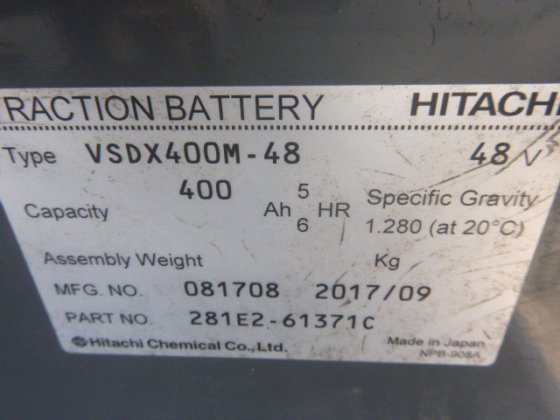 RACTION BATTERY HITACHI
Type VSDX400M-48 48 V
Capacity 400 Ah 5 6 HR Specific Gravity
1.280 (at 20°C)
Assembly Weight Kg
MFG. NO. 081708 2017/09
PART NO. 281E2-61371C
Hitachi Chemical Co., Ltd. Made in Japan
NPB-908A